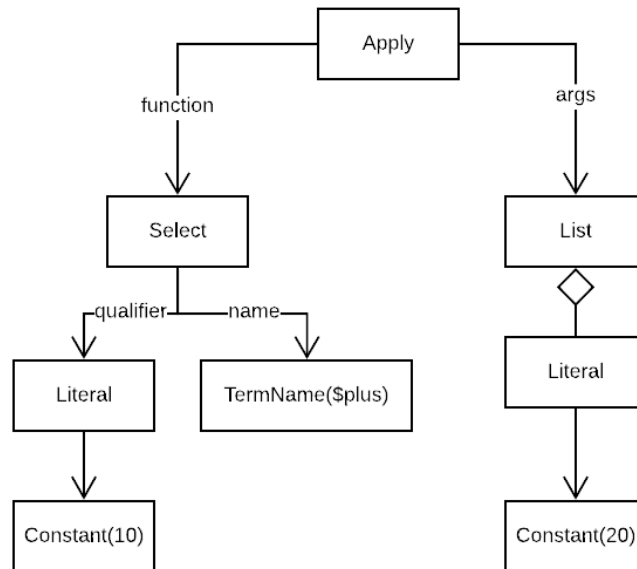 Apply
function
args
Select
List
qualifier
name
Literal
TermName($plus)
Literal
Constant(10)
Constant(20)